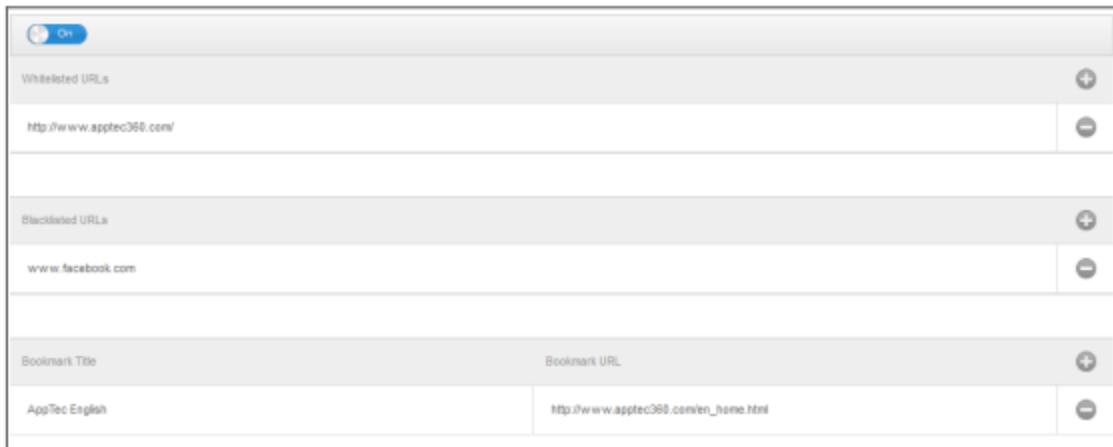 On
Whitelisted URLs
http://www.apptec360.com/
Blacklisted URLs
www.facebook.com
Bookmark Title Bookmark URL
AppTec English http://www.apptec360.com/en_home.html